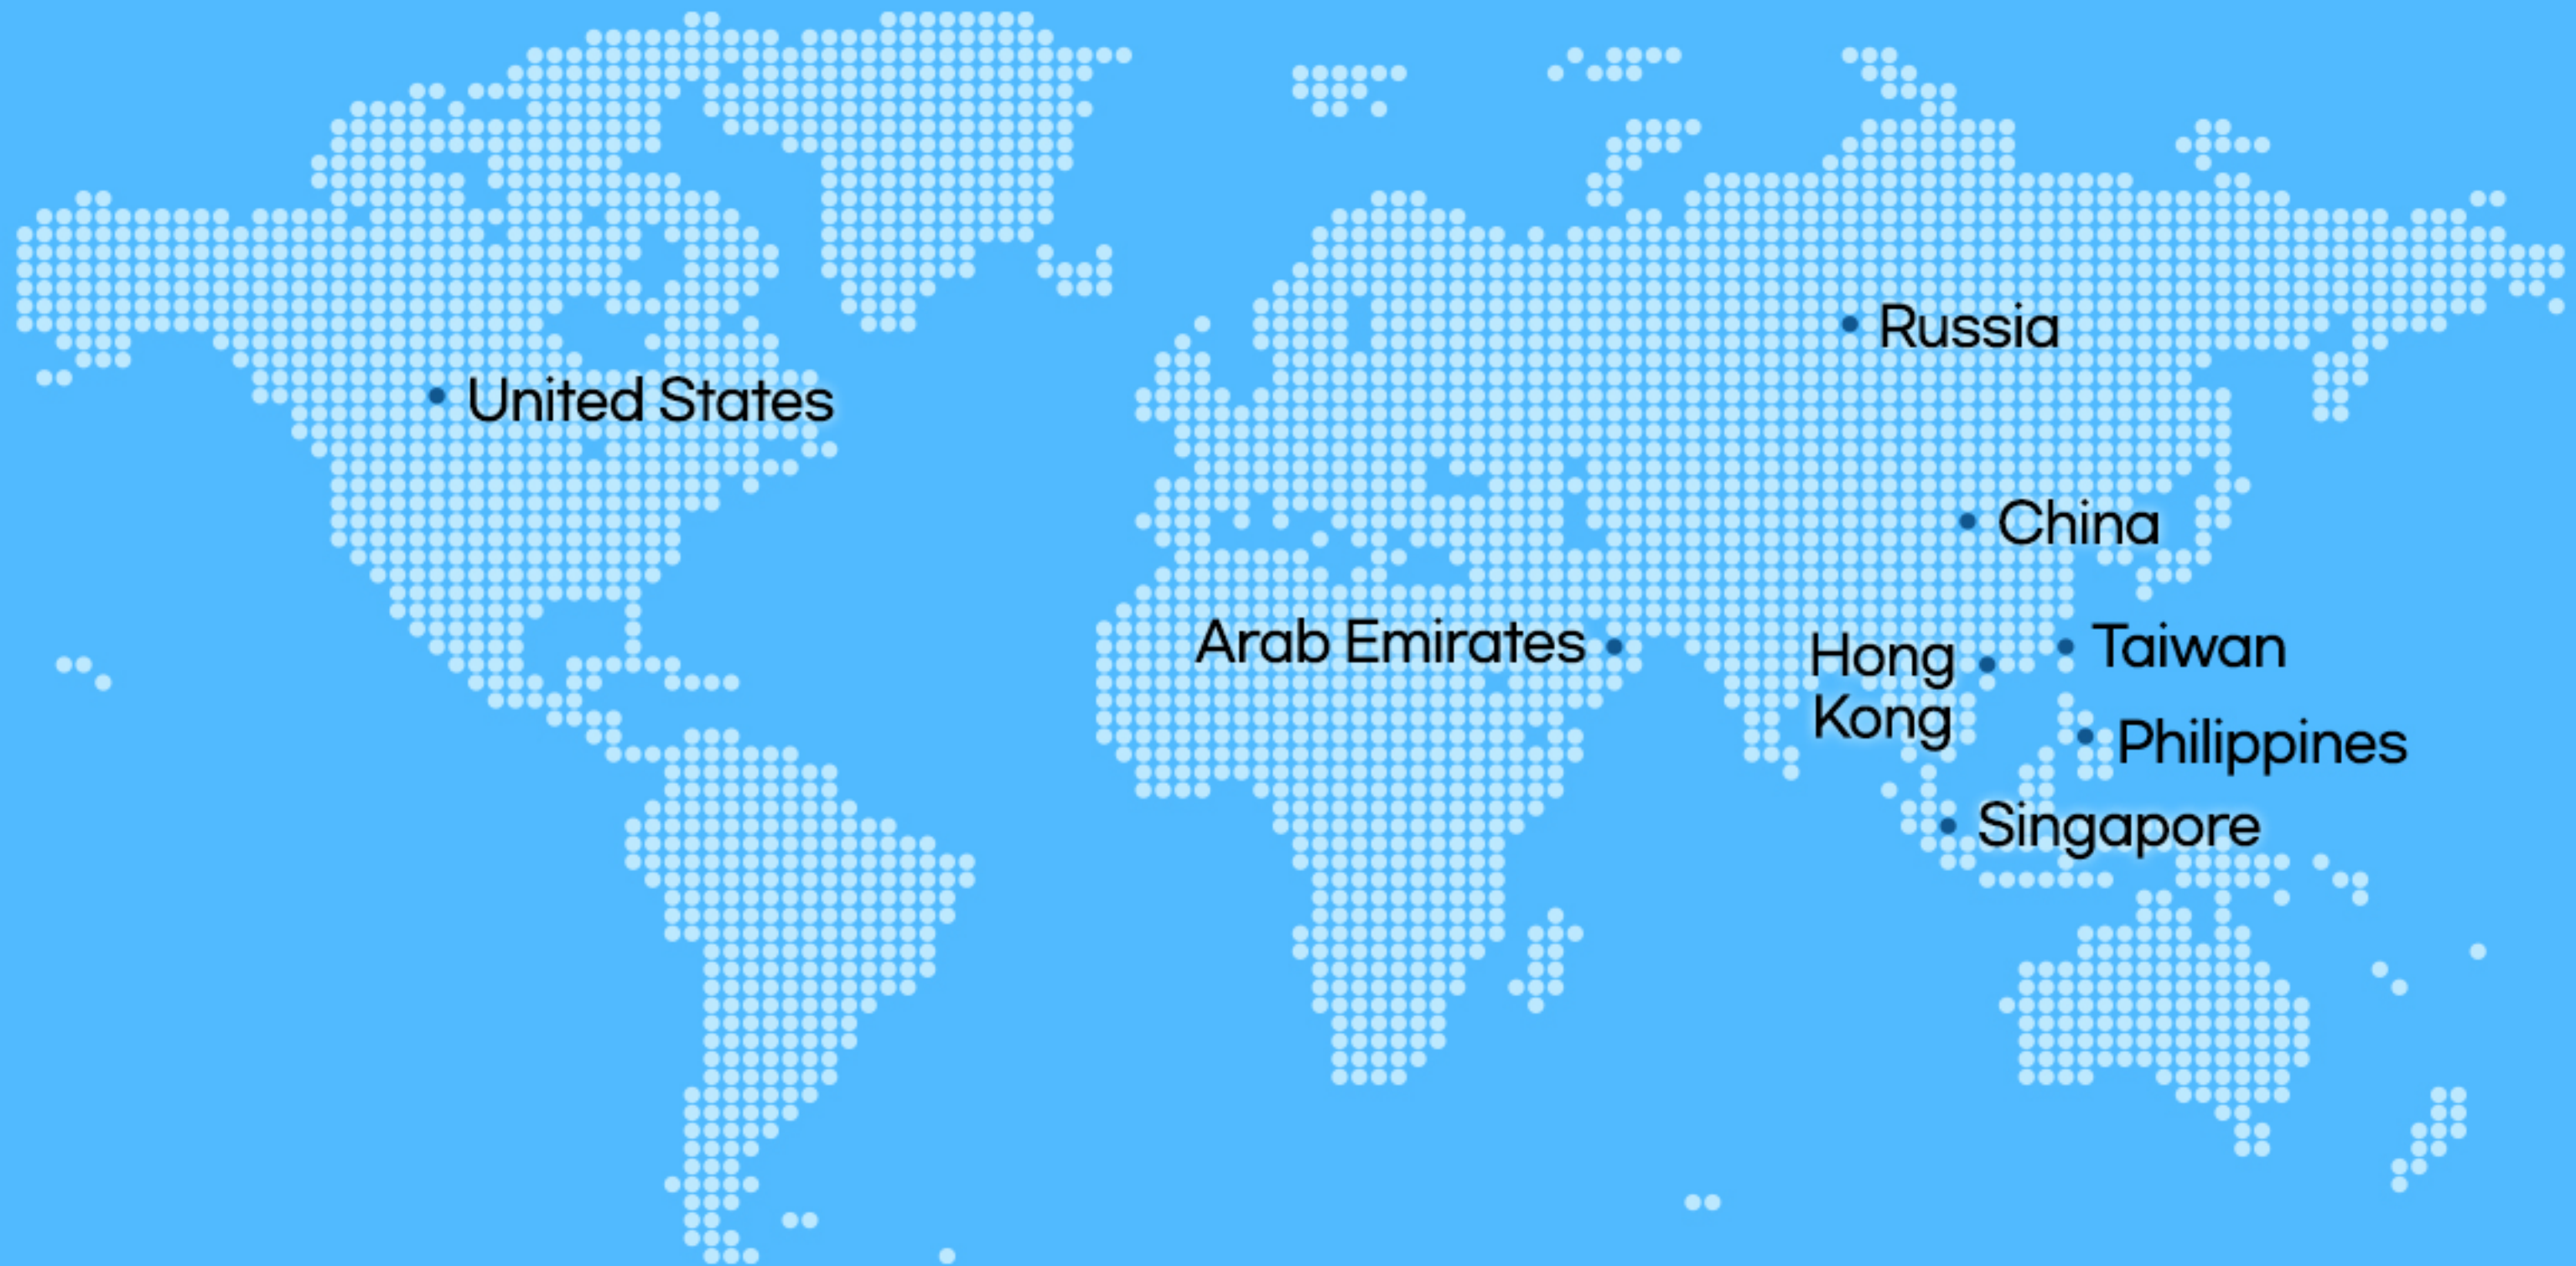 Russia
United States
China
Arab Emirates
Hong
Kong
Taiwan
Philippines
Singapore